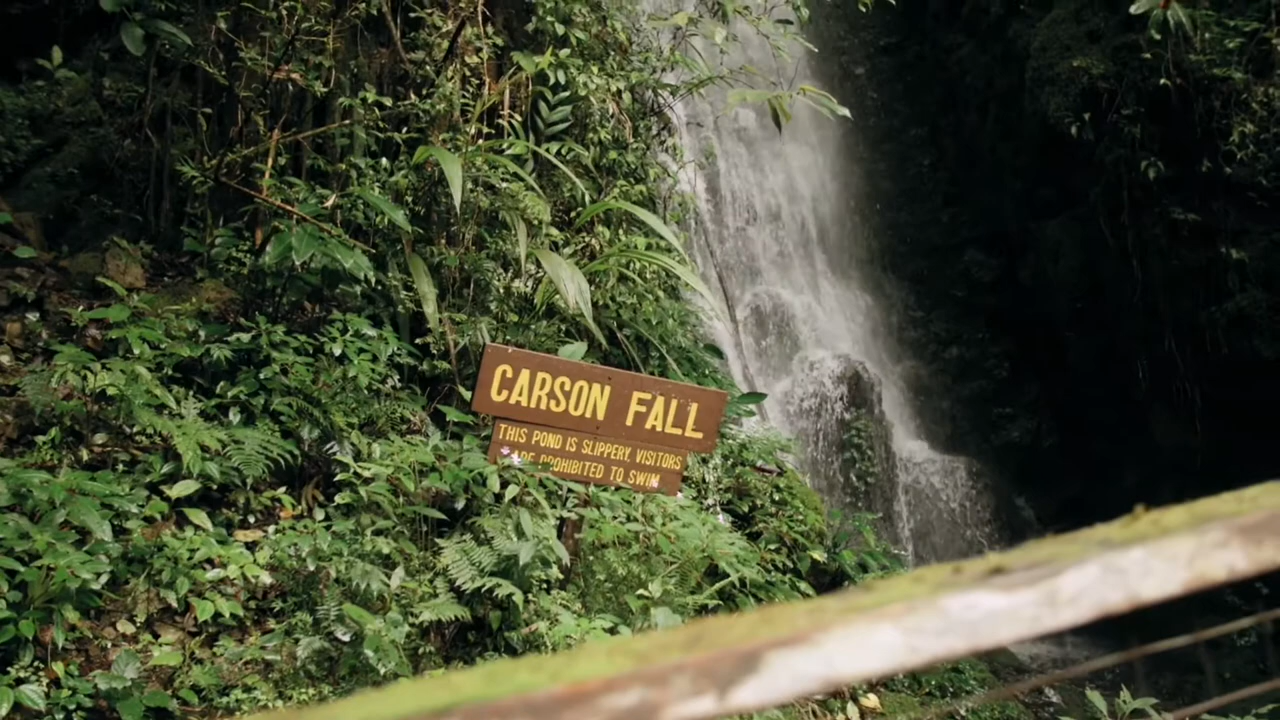 CARSON FALL
THIS POND IS SLIPPERY. VISITORS
ARE PROHIBITED TO SWIM